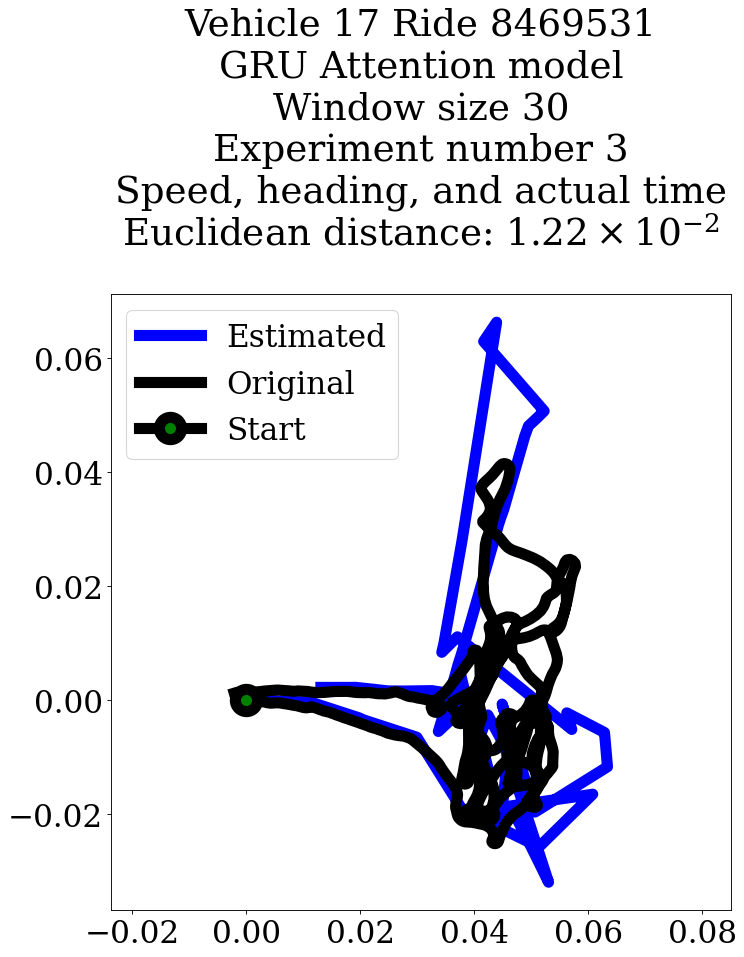 Vehicle 17 Ride 8469531
GRU Attention model
Window size 30
Experiment number 3
Speed, heading, and actual time
Euclidean distance: 1.22 × 10⁻²
Estimated
Original
Start
0.06
0.04
0.02
0.00
−0.02
−0.02 0.00 0.02 0.04 0.06 0.08